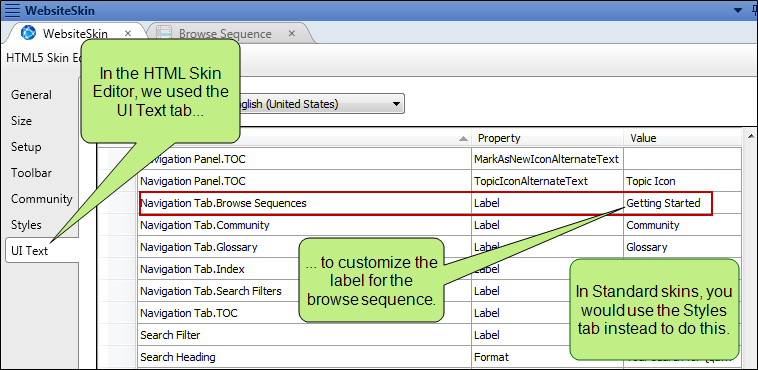 WebsiteSkin
WebsiteSkin
Browse Sequence
HTML5 Skin
In the HTML Skin
Editor, we used the
UI Text tab...
General
Size
Setup
Toolbar
Community
Styles
UI Text
(United States)
Property
Value
Navigation Panel.TOC
MarkAsNewIconAlternateText
Navigation Panel.TOC
TopicIconAlternateText
Topic Icon
Navigation Tab.Browse Sequences
Label
Getting Started
Navigation Tab.Community
Label
Community
Navigation Tab.Glossary
Label
Glossary
Navigation Tab.Index
Label
Navigation Tab.Search Filters
Label
Navigation Tab.TOC
Label
Search Filter
Label
Search Heading
Format
... to customize the
label for the
browse sequence.
In Standard skins, you
would use the Styles
tab instead to do this.